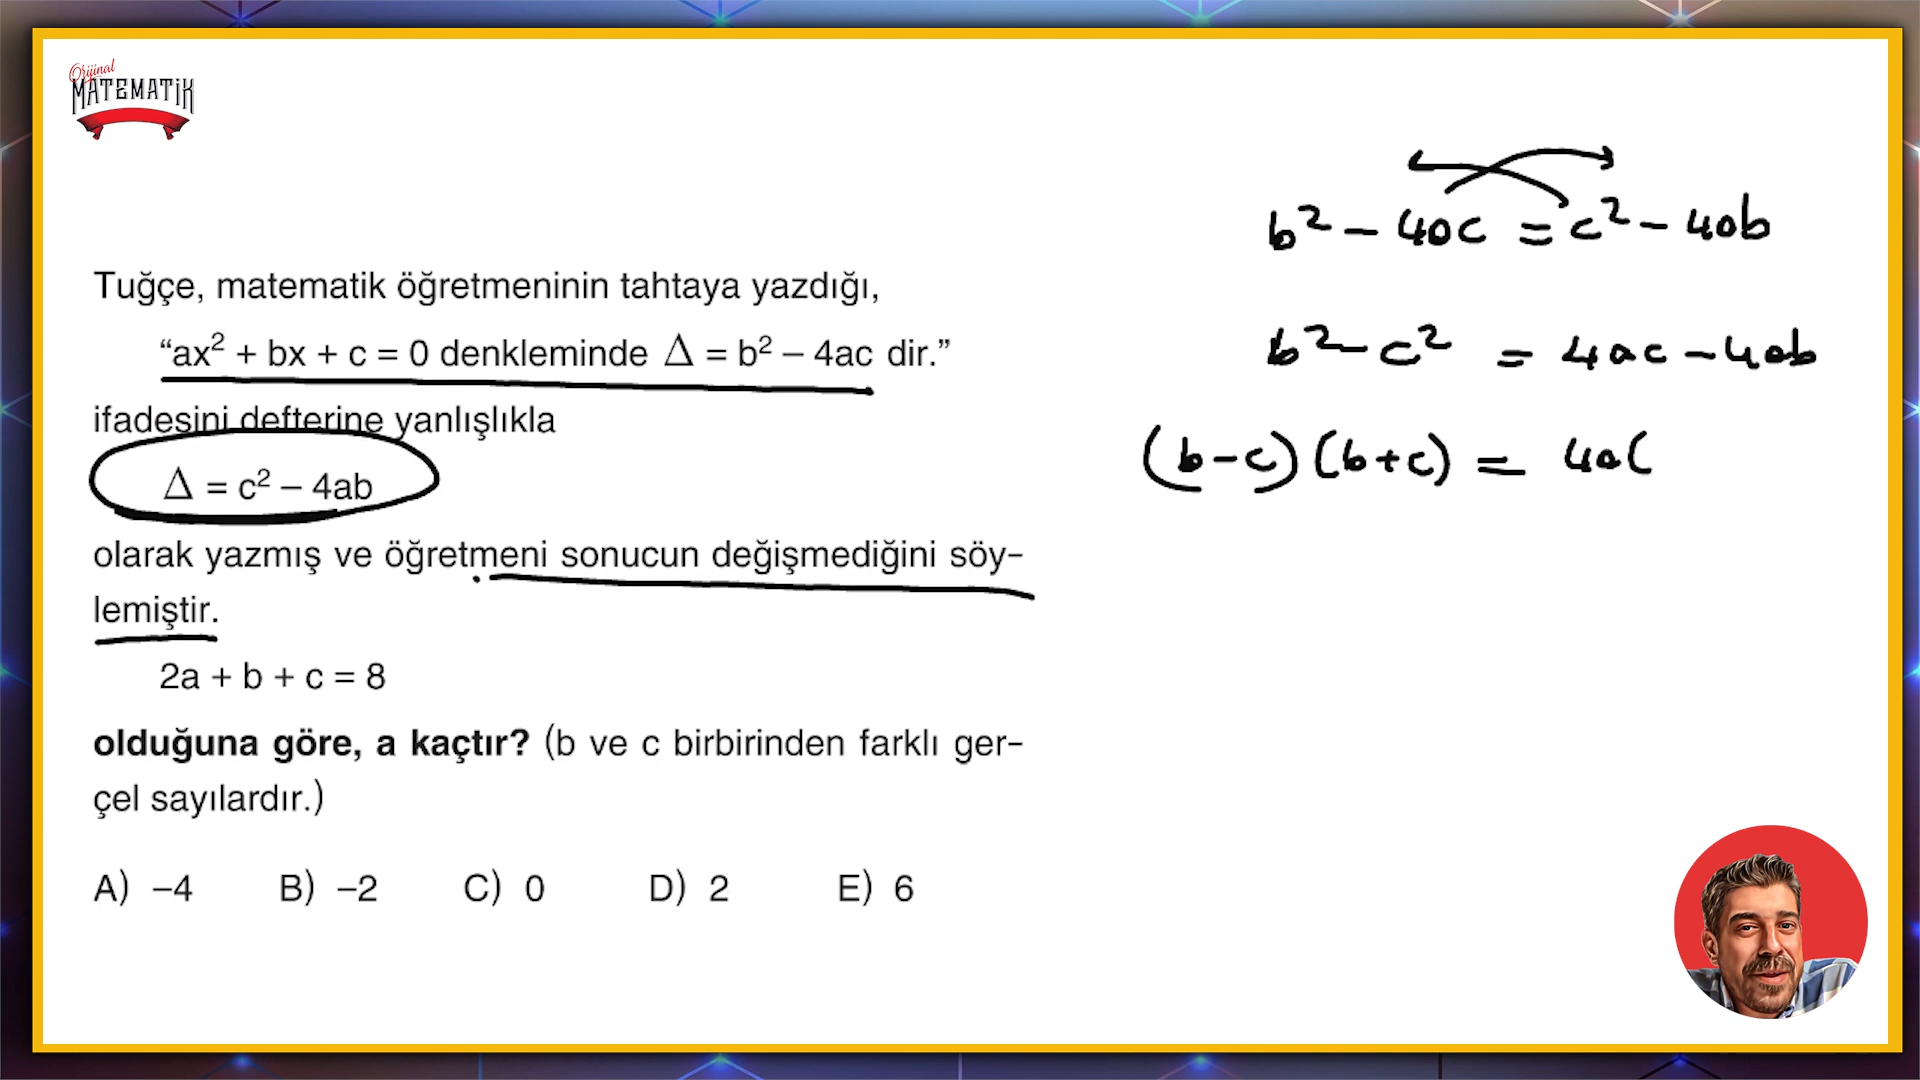 Orijinal
MATEMATİK
Tuğçe, matematik öğretmeninin tahtaya yazdığı,
“ax² + bx + c = 0 denkleminde Δ = b² – 4ac dir.”
ifadesini defterine yanlışlıkla
Δ = c² – 4ab
olarak yazmış ve öğretmeni sonucun değişmediğini söy-
lemiştir.
2a + b + c = 8
olduğuna göre, a kaçtır? (b ve c birbirinden farklı ger-
çel sayılardır.)
A) –4 B) –2 C) 0 D) 2 E) 6
b² – 4ac = c² – 4ab
b² – c² = 4ac – 4ab
(b – c) (b + c) = 4a(